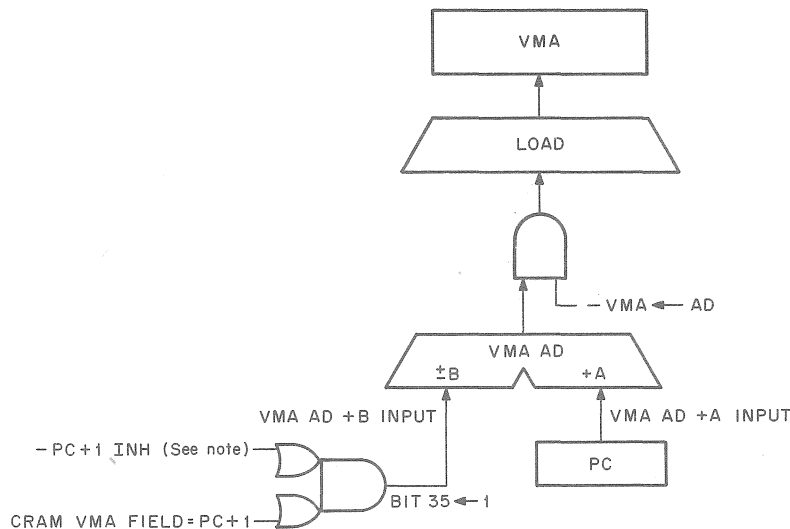 VMA
LOAD
-VMA ← AD
VMA AD
±B
+A
VMA AD +B INPUT
VMA AD +A INPUT
-PC+1 INH (See note)
PC
BIT 35 ← 1
CRAM VMA FIELD = PC+1